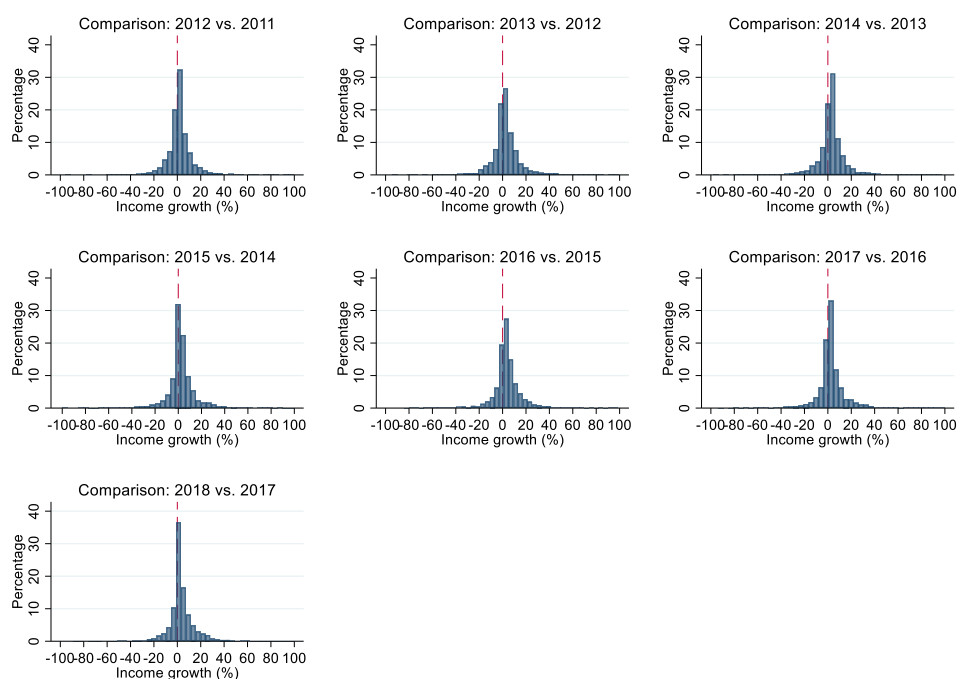 Comparison: 2012 vs. 2011
Percentage
0 10 20 30 40
-100 -80 -60 -40 -20 0 20 40 60 80 100
Income growth (%)
Comparison: 2013 vs. 2012
Percentage
0 10 20 30 40
-100 -80 -60 -40 -20 0 20 40 60 80 100
Income growth (%)
Comparison: 2014 vs. 2013
Percentage
0 10 20 30 40
-100 -80 -60 -40 -20 0 20 40 60 80 100
Income growth (%)
Comparison: 2015 vs. 2014
Percentage
0 10 20 30 40
-100 -80 -60 -40 -20 0 20 40 60 80 100
Income growth (%)
Comparison: 2016 vs. 2015
Percentage
0 10 20 30 40
-100 -80 -60 -40 -20 0 20 40 60 80 100
Income growth (%)
Comparison: 2017 vs. 2016
Percentage
0 10 20 30 40
-100 -80 -60 -40 -20 0 20 40 60 80 100
Income growth (%)
Comparison: 2018 vs. 2017
Percentage
0 10 20 30 40
-100 -80 -60 -40 -20 0 20 40 60 80 100
Income growth (%)